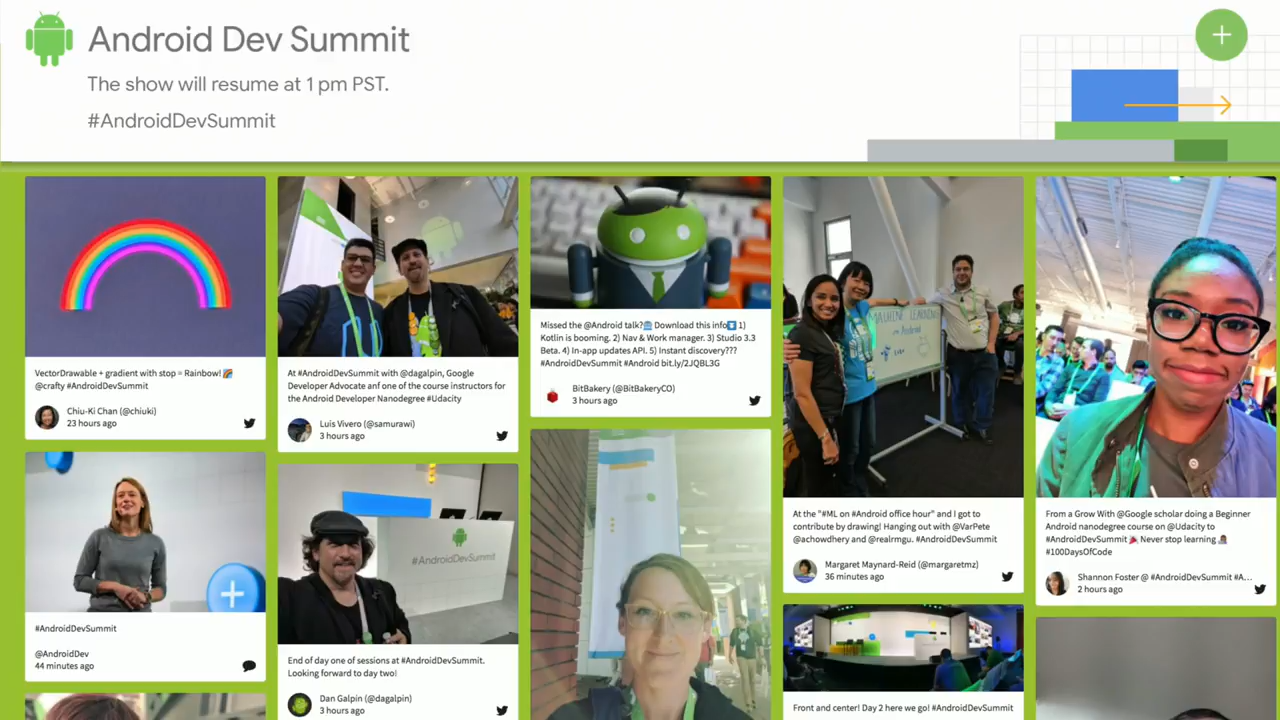 Android Dev Summit
The show will resume at 1 pm PST.
#AndroidDevSummit
VectorDrawable + gradient with stop = Rainbow!🌈
@crafty #AndroidDevSummit
Chiu-Ki Chan (@chiuki)
23 hours ago
#AndroidDevSummit
@AndroidDev
44 minutes ago
At #AndroidDevSummit with @dagalpin, Google
Developer Advocate anf one of the course instructors for
the Android Developer Nanodegree #Udacity
Luis Vivero (@samurawi)
3 hours ago
#AndroidDevSummit
End of day one of sessions at #AndroidDevSummit.
Looking forward to day two!
Dan Galpin (@dagalpin)
3 hours ago
Missed the @Android talk? Download this info 1)
Kotlin is booming. 2) Nav & Work manager. 3) Studio 3.3
Beta. 4) In-app updates API. 5) Instant discovery???
#AndroidDevSummit #Android bit.ly/2JQBL3G
BitBakery (@BitBakeryCO)
3 hours ago
MACHINE LEARNING
on Android
At the "#ML on #Android office hour" and I got to
contribute by drawing! Hanging out with @VarPete
@achowdhery and @realrmgu. #AndroidDevSummit
Margaret Maynard-Reid (@margaretmz)
36 minutes ago
Front and center! Day 2 here we go! #AndroidDevSummit
From a Grow With @Google scholar doing a Beginner
Android nanodegree course on @Udacity to
#AndroidDevSummit 🎉 Never stop learning
#100DaysOfCode
Shannon Foster @ #AndroidDevSummit #A...
2 hours ago